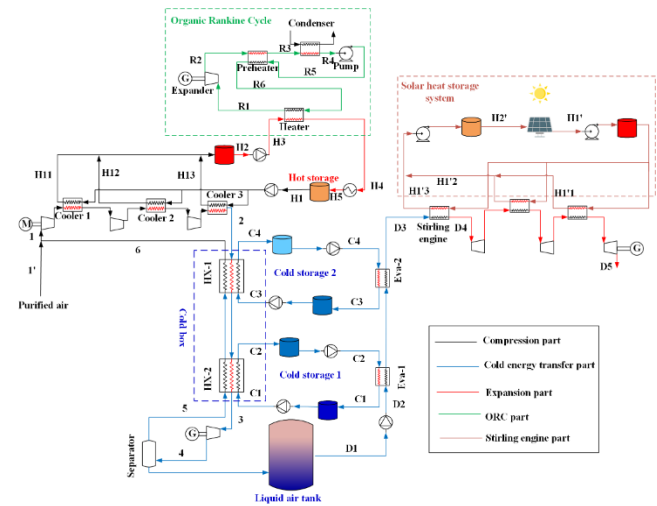 Organic Rankine Cycle
Condenser
R2
R3
R4
Preheater
Pump
G
Expander
R6
R5
R1
Heater
Solar heat storage
system
H2'
H1'
H2
H3
H11
H12
H13
Hot storage
H1
H5
H4
Cooler 1
Cooler 2
Cooler 3
M
1
2
6
1'
Purified air
H1'3
H1'2
H1'1
D3
Stirling
engine
D4
G
D5
C4
C4
Cold storage 2
HX-1
Eva-2
C3
C3
Cold box
C2
C2
HX-2
Cold storage 1
Eva-1
C1
C1
D2
5
3
G
4
Separator
D1
Liquid air tank
Compression part
Cold energy transfer part
Expansion part
ORC part
Stirling engine part